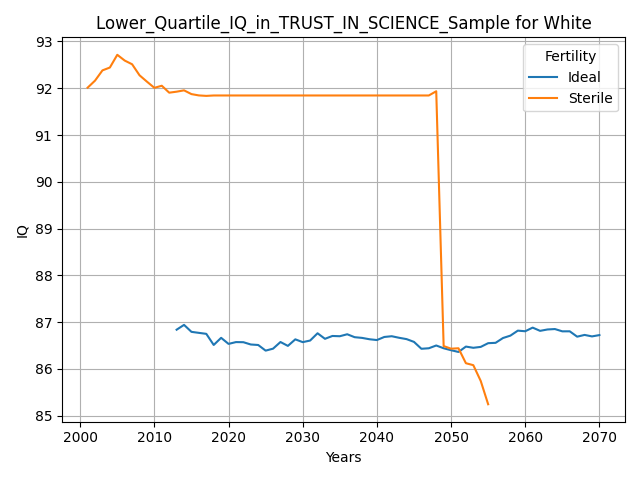 Lower_Quartile_IQ_in_TRUST_IN_SCIENCE_Sample for White
93
92
91
90
89
88
87
86
85
IQ
Fertility
Ideal
Sterile
2000 2010 2020 2030 2040 2050 2060 2070
Years